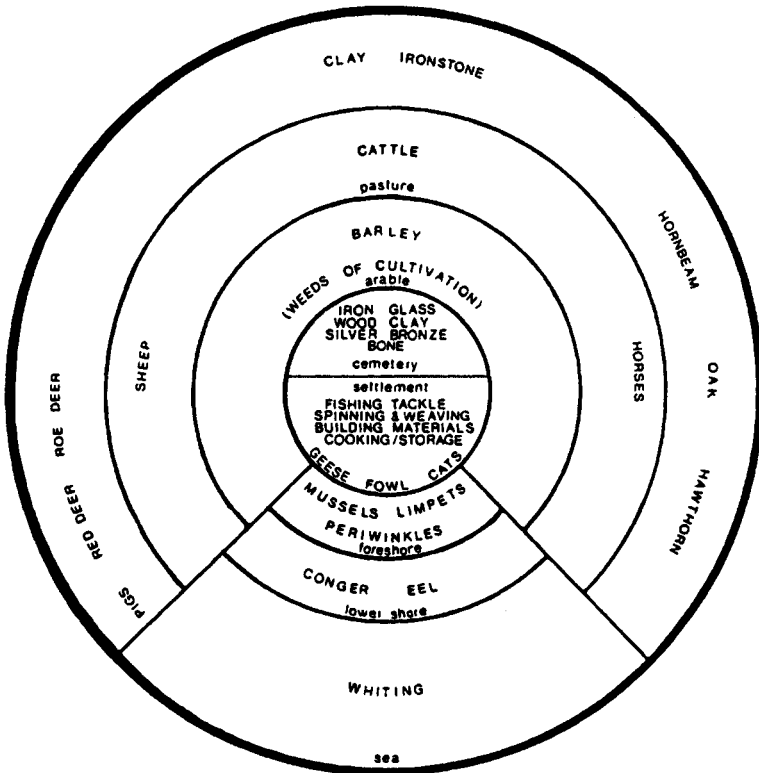 CLAY IRONSTONE
CATTLE
pasture
BARLEY
(WEEDS OF CULTIVATION)
arable
IRON GLASS
WOOD CLAY
SILVER BRONZE
BONE
cemetery
settlement
FISHING TACKLE
SPINNING & WEAVING
BUILDING MATERIALS
COOKING/STORAGE
GEESE FOWL CATS
MUSSELS LIMPETS
PERIWINKLES
foreshore
CONGER EEL
lower shore
WHITING
sea
SHEEP
HORSES
PIGS RED DEER ROE DEER
HORNBEAM
OAK
HAWTHORN